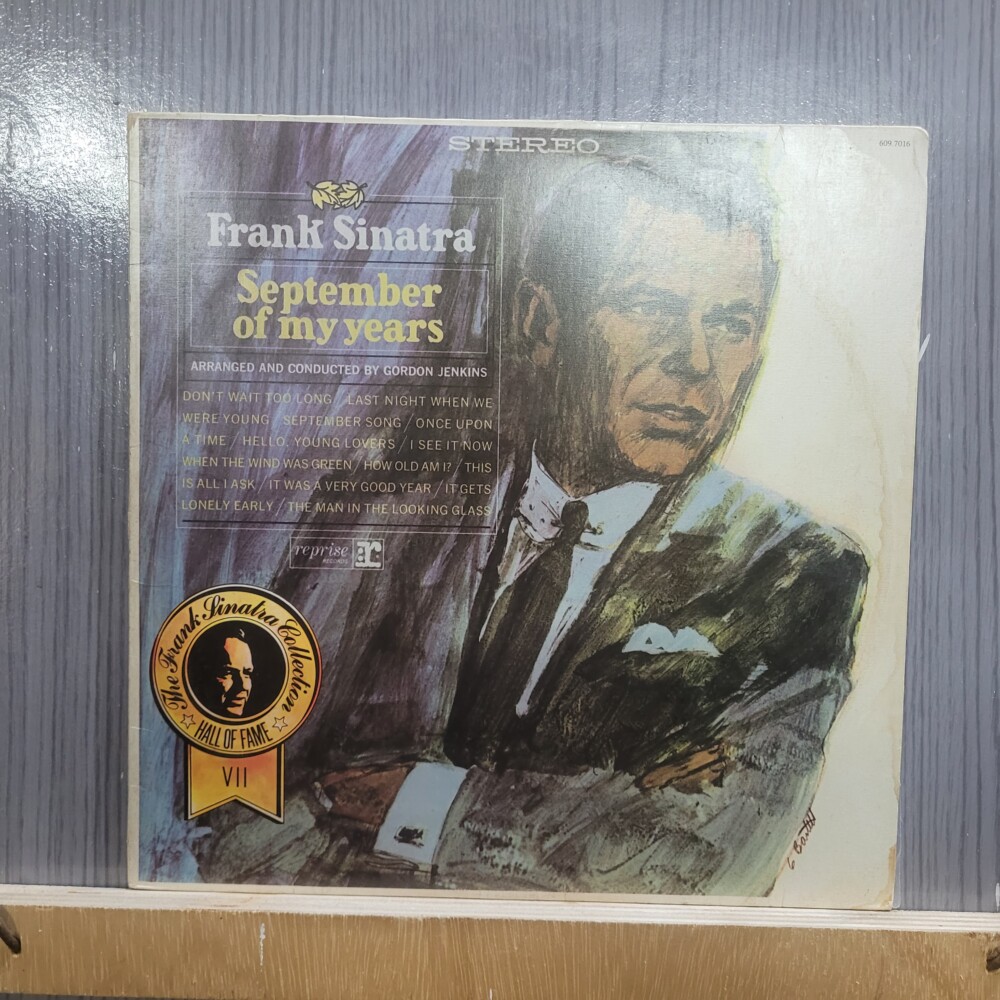 STEREO
609.7016
Frank Sinatra
September
of my years
ARRANGED AND CONDUCTED BY GORDON JENKINS
DON'T WAIT TOO LONG / LAST NIGHT WHEN WE
WERE YOUNG / SEPTEMBER SONG / ONCE UPON
A TIME / HELLO, YOUNG LOVERS / I SEE IT NOW
WHEN THE WIND WAS GREEN / HOW OLD AM I? / THIS
IS ALL I ASK / IT WAS A VERY GOOD YEAR / IT GETS
LONELY EARLY / THE MAN IN THE LOOKING GLASS
reprise
RECORDS
r:
The Frank Sinatra Collection
HALL OF FAME
VII